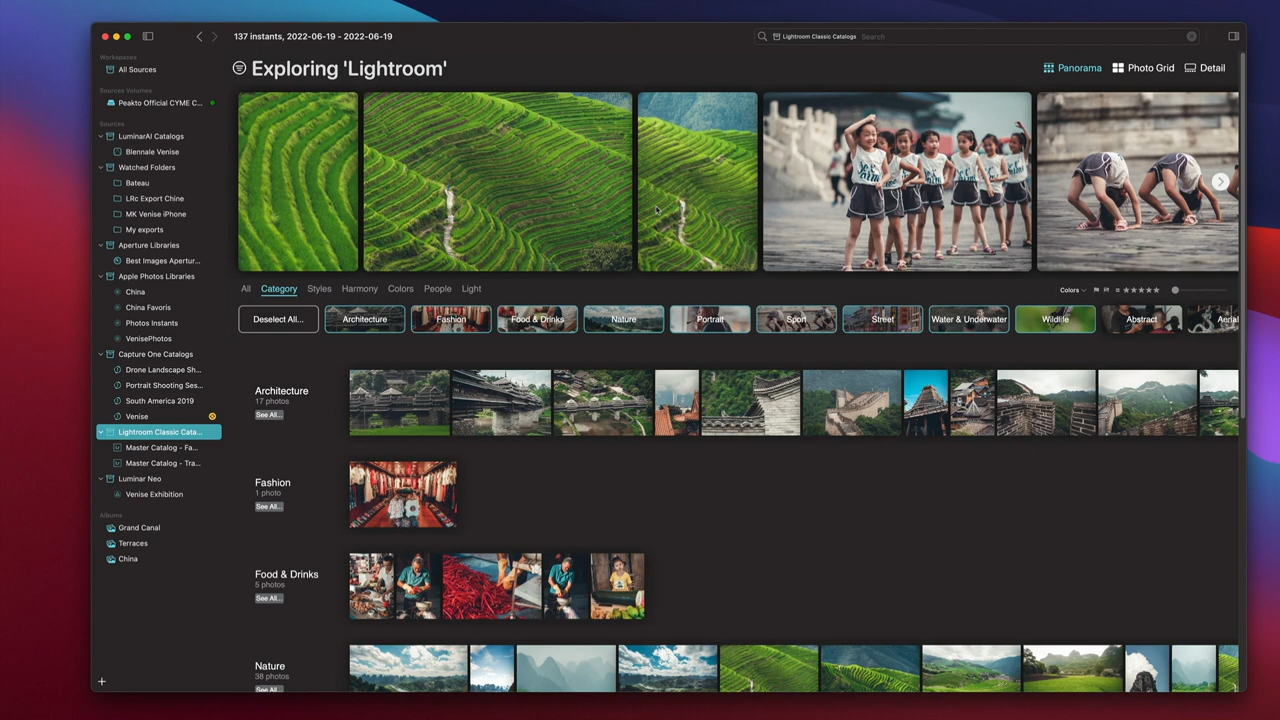 137 instants, 2022-06-19 - 2022-06-19
Lightroom Classic Catalogs Search
Workspaces
All Sources
Sources Volumes
Peakto Official CYME C...
Sources
LuminarAI Catalogs
Biennale Venise
Watched Folders
Bateau
LRc Export Chine
MK Venise iPhone
My exports
Aperture Libraries
Best Images Apertur...
Apple Photos Libraries
China
China Favoris
Photos Instants
VenisePhotos
Capture One Catalogs
Drone Landscape Sh...
Portrait Shooting Ses...
South America 2019
Venise
Lightroom Classic Cata...
Master Catalog - Fa...
Master Catalog - Tra...
Luminar Neo
Venise Exhibition
Albums
Grand Canal
Terraces
China
Exploring 'Lightroom'
Panorama Photo Grid Detail
All Category Styles Harmony Colors People Light
Colors
Deselect All... Architecture Fashion Food & Drinks Nature Portrait Sport Street Water & Underwater Wildlife Abstract Aerial
Architecture
17 photos
See All...
Fashion
1 photo
See All...
Food & Drinks
5 photos
See All...
Nature
38 photos
See All...